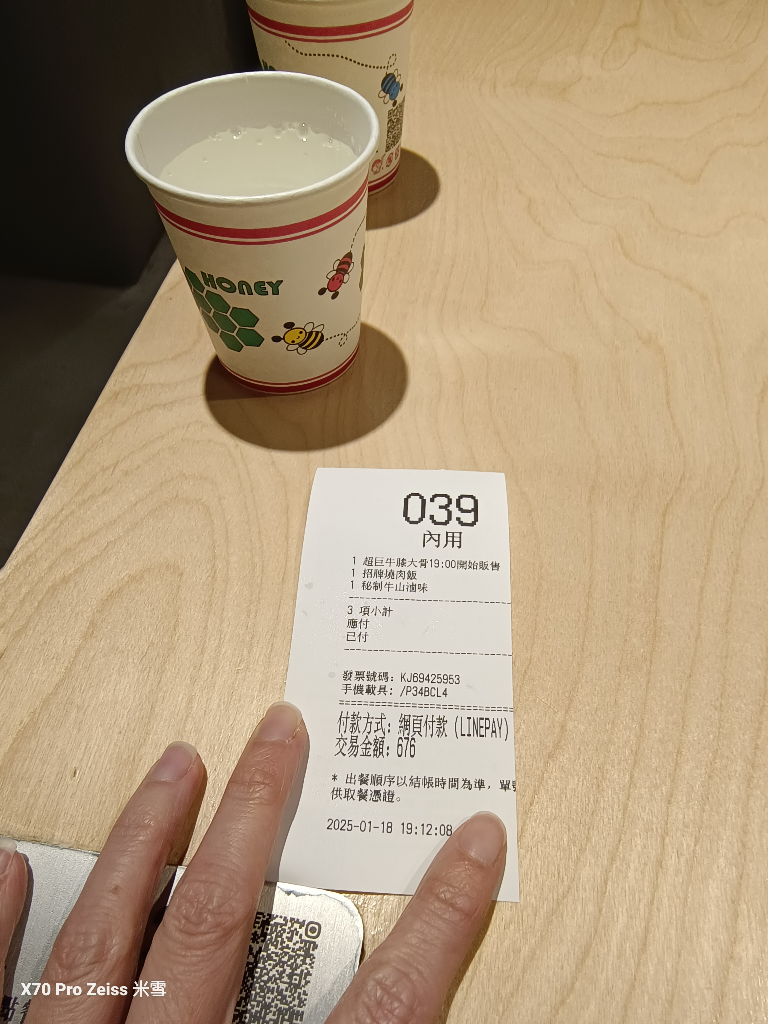 HONEY
039
內用
1 超巨牛膝大骨19:00開始販售
1 招牌燒肉飯
1 秘制牛山滷味
3 項小計
應付
已付
發票號碼: KJ69425953
手機載具: /P34BCL4
付款方式: 網頁付款 (LINEPAY)
交易金額: 676
* 出餐順序以結帳時間為準, 單
供取餐憑證。
2025-01-18 19:12:08
X70 Pro Zeiss 米雪